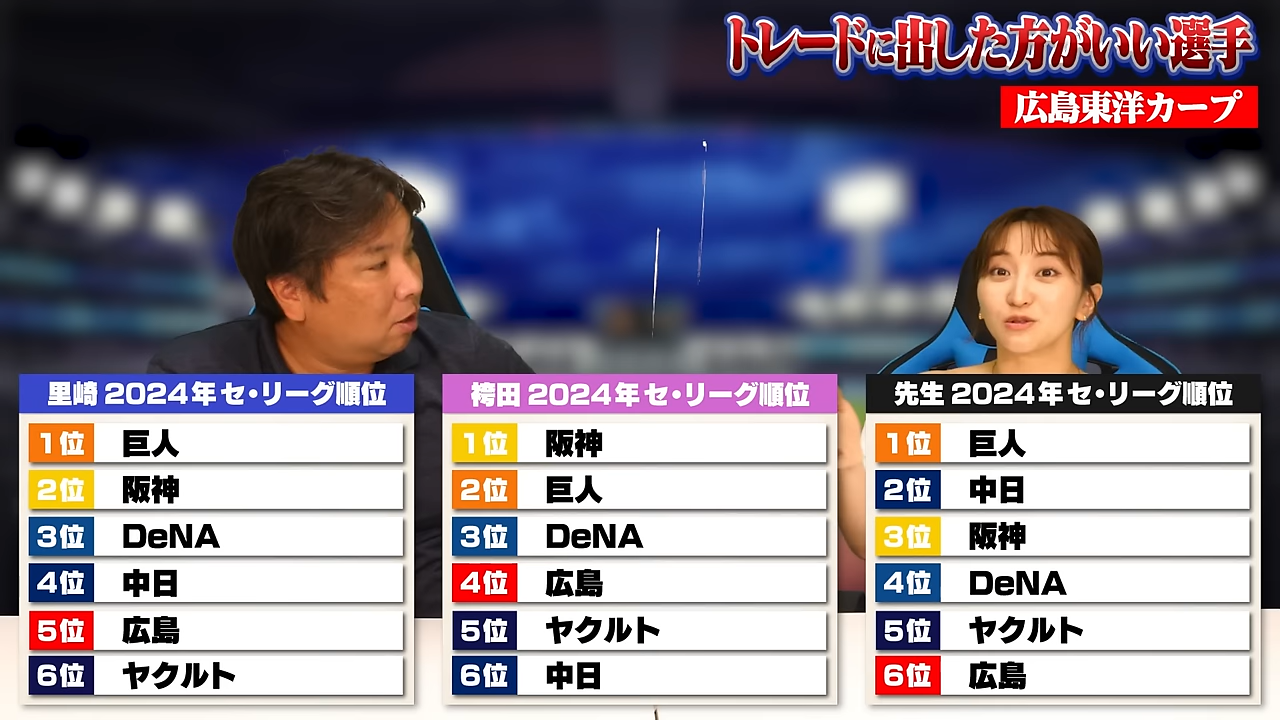 トレードに出した方がいい選手
広島東洋カープ
里崎 2024年 セ・リーグ順位
1位 巨人
2位 阪神
3位 DeNA
4位 中日
5位 広島
6位 ヤクルト
袴田 2024年 セ・リーグ順位
1位 阪神
2位 巨人
3位 DeNA
4位 広島
5位 ヤクルト
6位 中日
先生 2024年 セ・リーグ順位
1位 巨人
2位 中日
3位 阪神
4位 DeNA
5位 ヤクルト
6位 広島